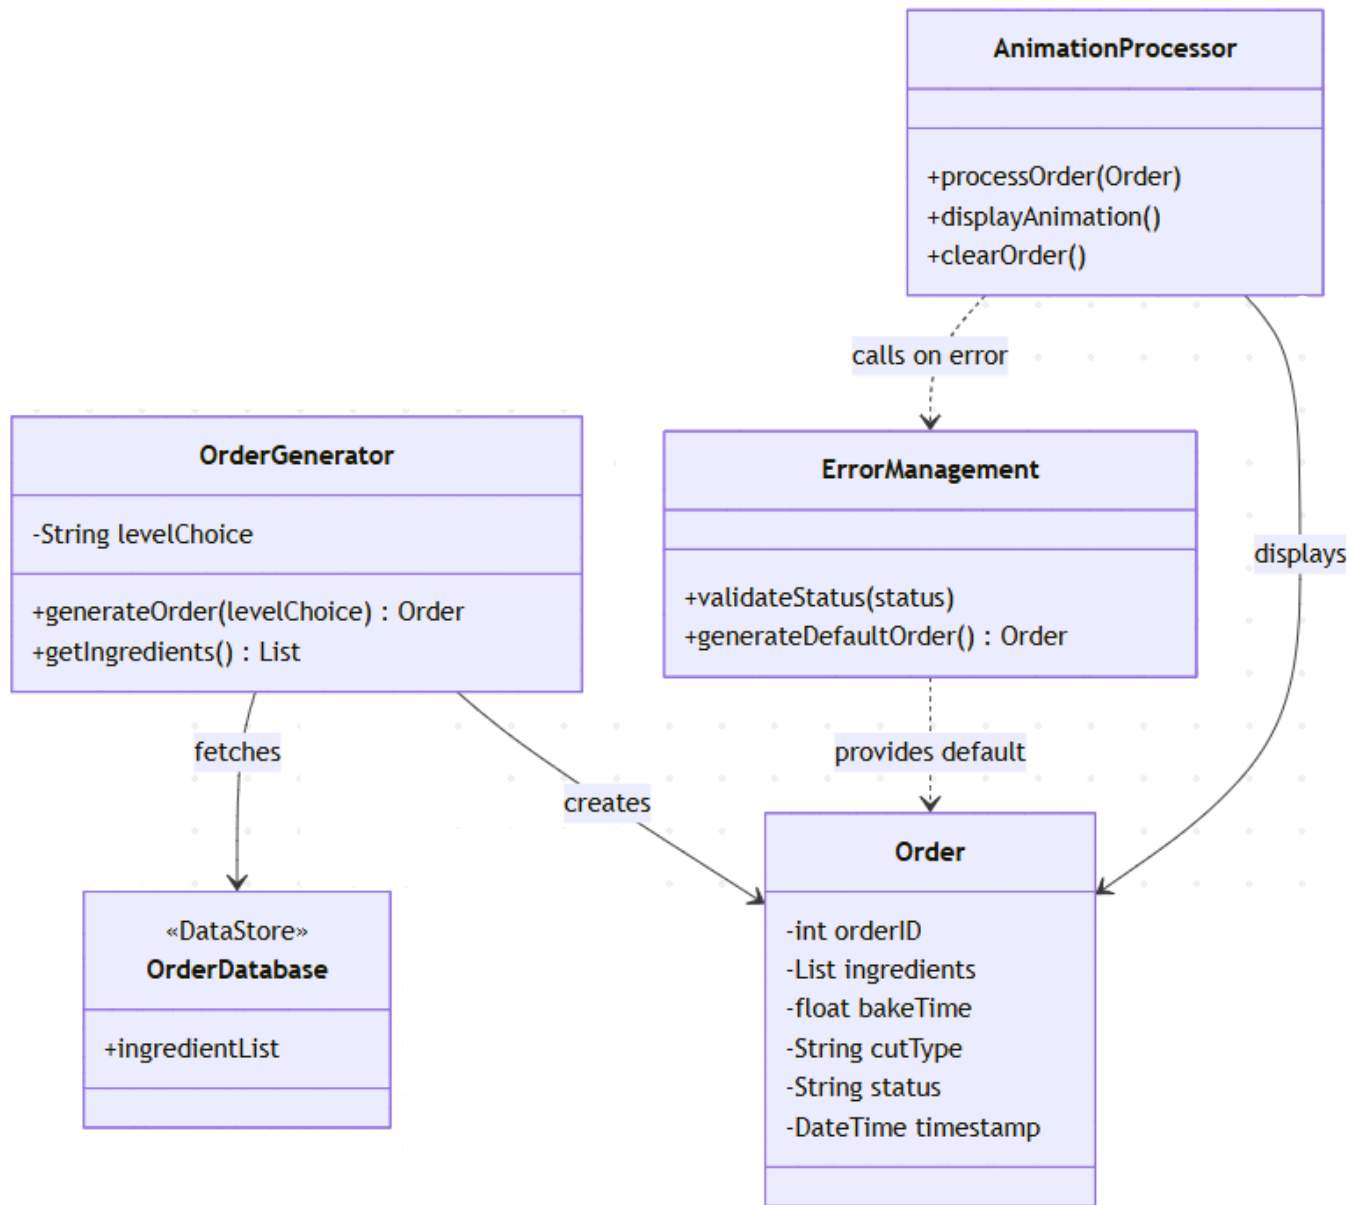 AnimationProcessor
+processOrder(Order)
+displayAnimation()
+clearOrder()
calls on error
displays
OrderGenerator
-String levelChoice
+generateOrder(levelChoice) : Order
+getIngredients() : List
ErrorManagement
+validateStatus(status)
+generateDefaultOrder() : Order
fetches
creates
provides default
«DataStore»
OrderDatabase
+ingredientList
Order
-int orderID
-List ingredients
-float bakeTime
-String cutType
-String status
-DateTime timestamp